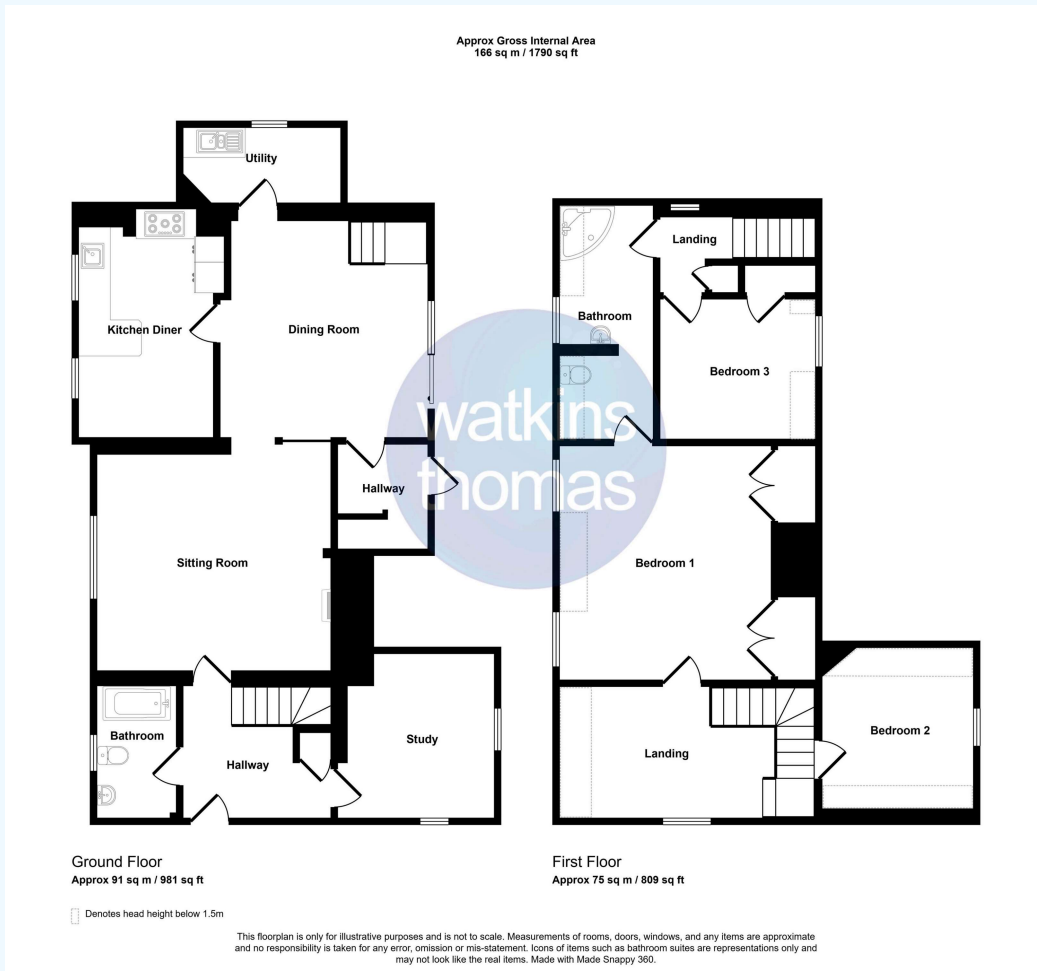 Approx Gross Internal Area
166 sq m / 1790 sq ft
Utility
Kitchen Diner
Dining Room
Hallway
Sitting Room
Bathroom
Hallway
Study
Landing
Bathroom
Bedroom 3
Bedroom 1
Landing
Bedroom 2
watkins
thomas
Ground Floor
Approx 91 sq m / 981 sq ft
First Floor
Approx 75 sq m / 809 sq ft
Denotes head height below 1.5m
This floorplan is only for illustrative purposes and is not to scale. Measurements of rooms, doors, windows, and any items are approximate
and no responsibility is taken for any error, omission or mis-statement. Icons of items such as bathroom suites are representations only and
may not look like the real items. Made with Made Snappy 360.